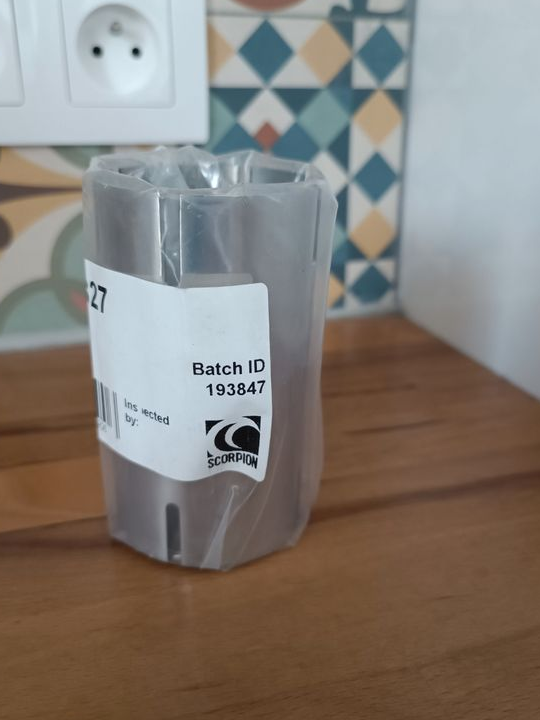 27
Batch ID
193847
Inspected
by:
SCORPION